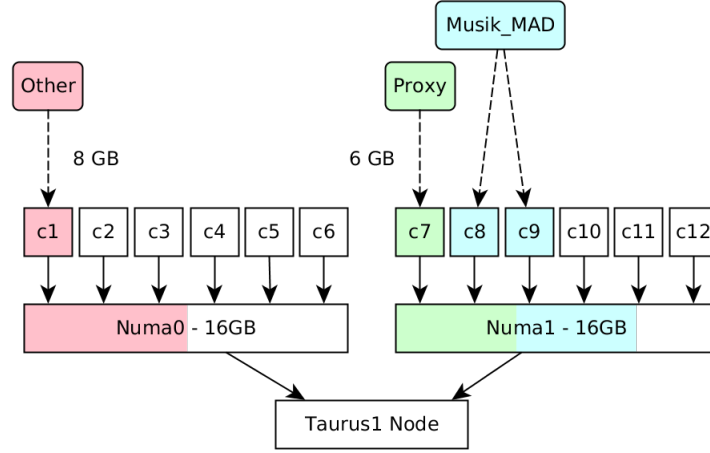 Musik_MAD
Other
Proxy
8 GB
6 GB
c1
c2
c3
c4
c5
c6
c7
c8
c9
c10
c11
c12
Numa0 - 16GB
Numa1 - 16GB
Taurus1 Node